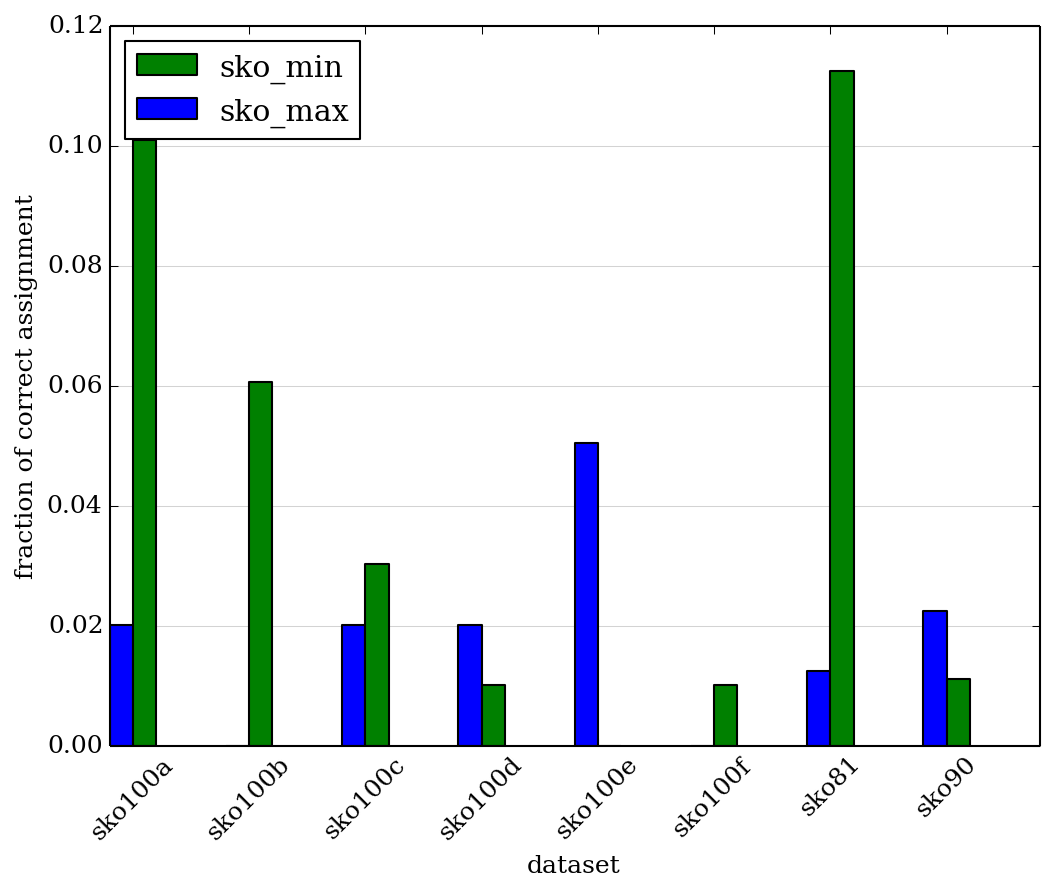 0.12
0.10
0.08
0.06
0.04
0.02
0.00
fraction of correct assignment
sko_min
sko_max
sko100a
sko100b
sko100c
sko100d
sko100e
sko100f
sko81
sko90
dataset